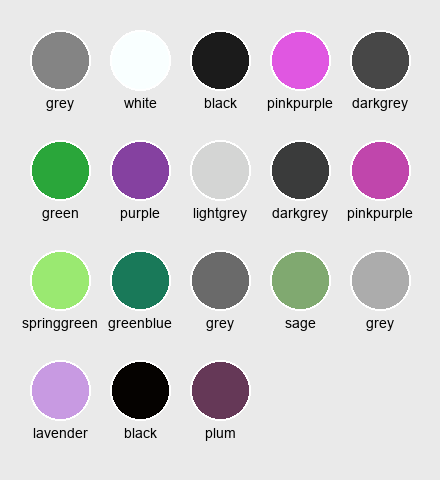 grey white black pinkpurple darkgrey
green purple lightgrey darkgrey pinkpurple
springgreen greenblue grey sage grey
lavender black plum